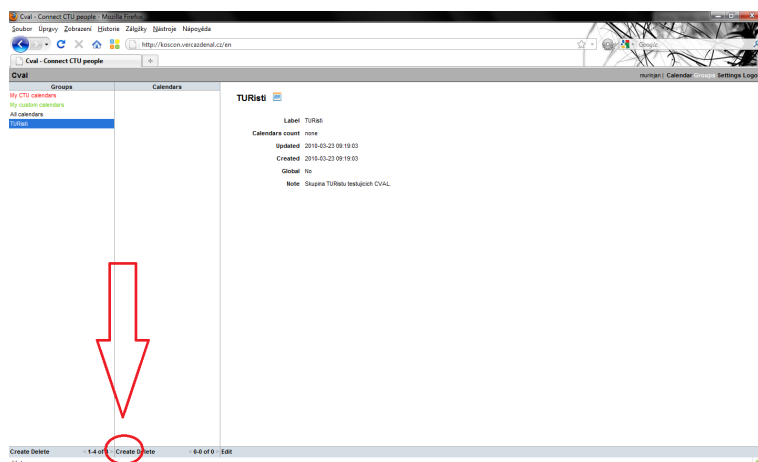 Cval - Connect CTU people - Mozilla Firefox
Soubor Úpravy Zobrazení Historie Záložky Nástroje Nápověda
http://koscon.vercazdenal.cz/en
Google
Cval - Connect CTU people
Cval
murinjan | Calendar Groups Settings Logo
Groups Calendars
My CTU calendars
My custom calendars
All calendars
TURisti
TURisti
Label TURisti
Calendars count none
Updated 2010-03-23 09:19:03
Created 2010-03-23 09:19:03
Global No
Note Skupina TURistu testujicich CVAL.
Create Delete < 1-4 of 4 > Create Delete < 0-0 of 0 > Edit